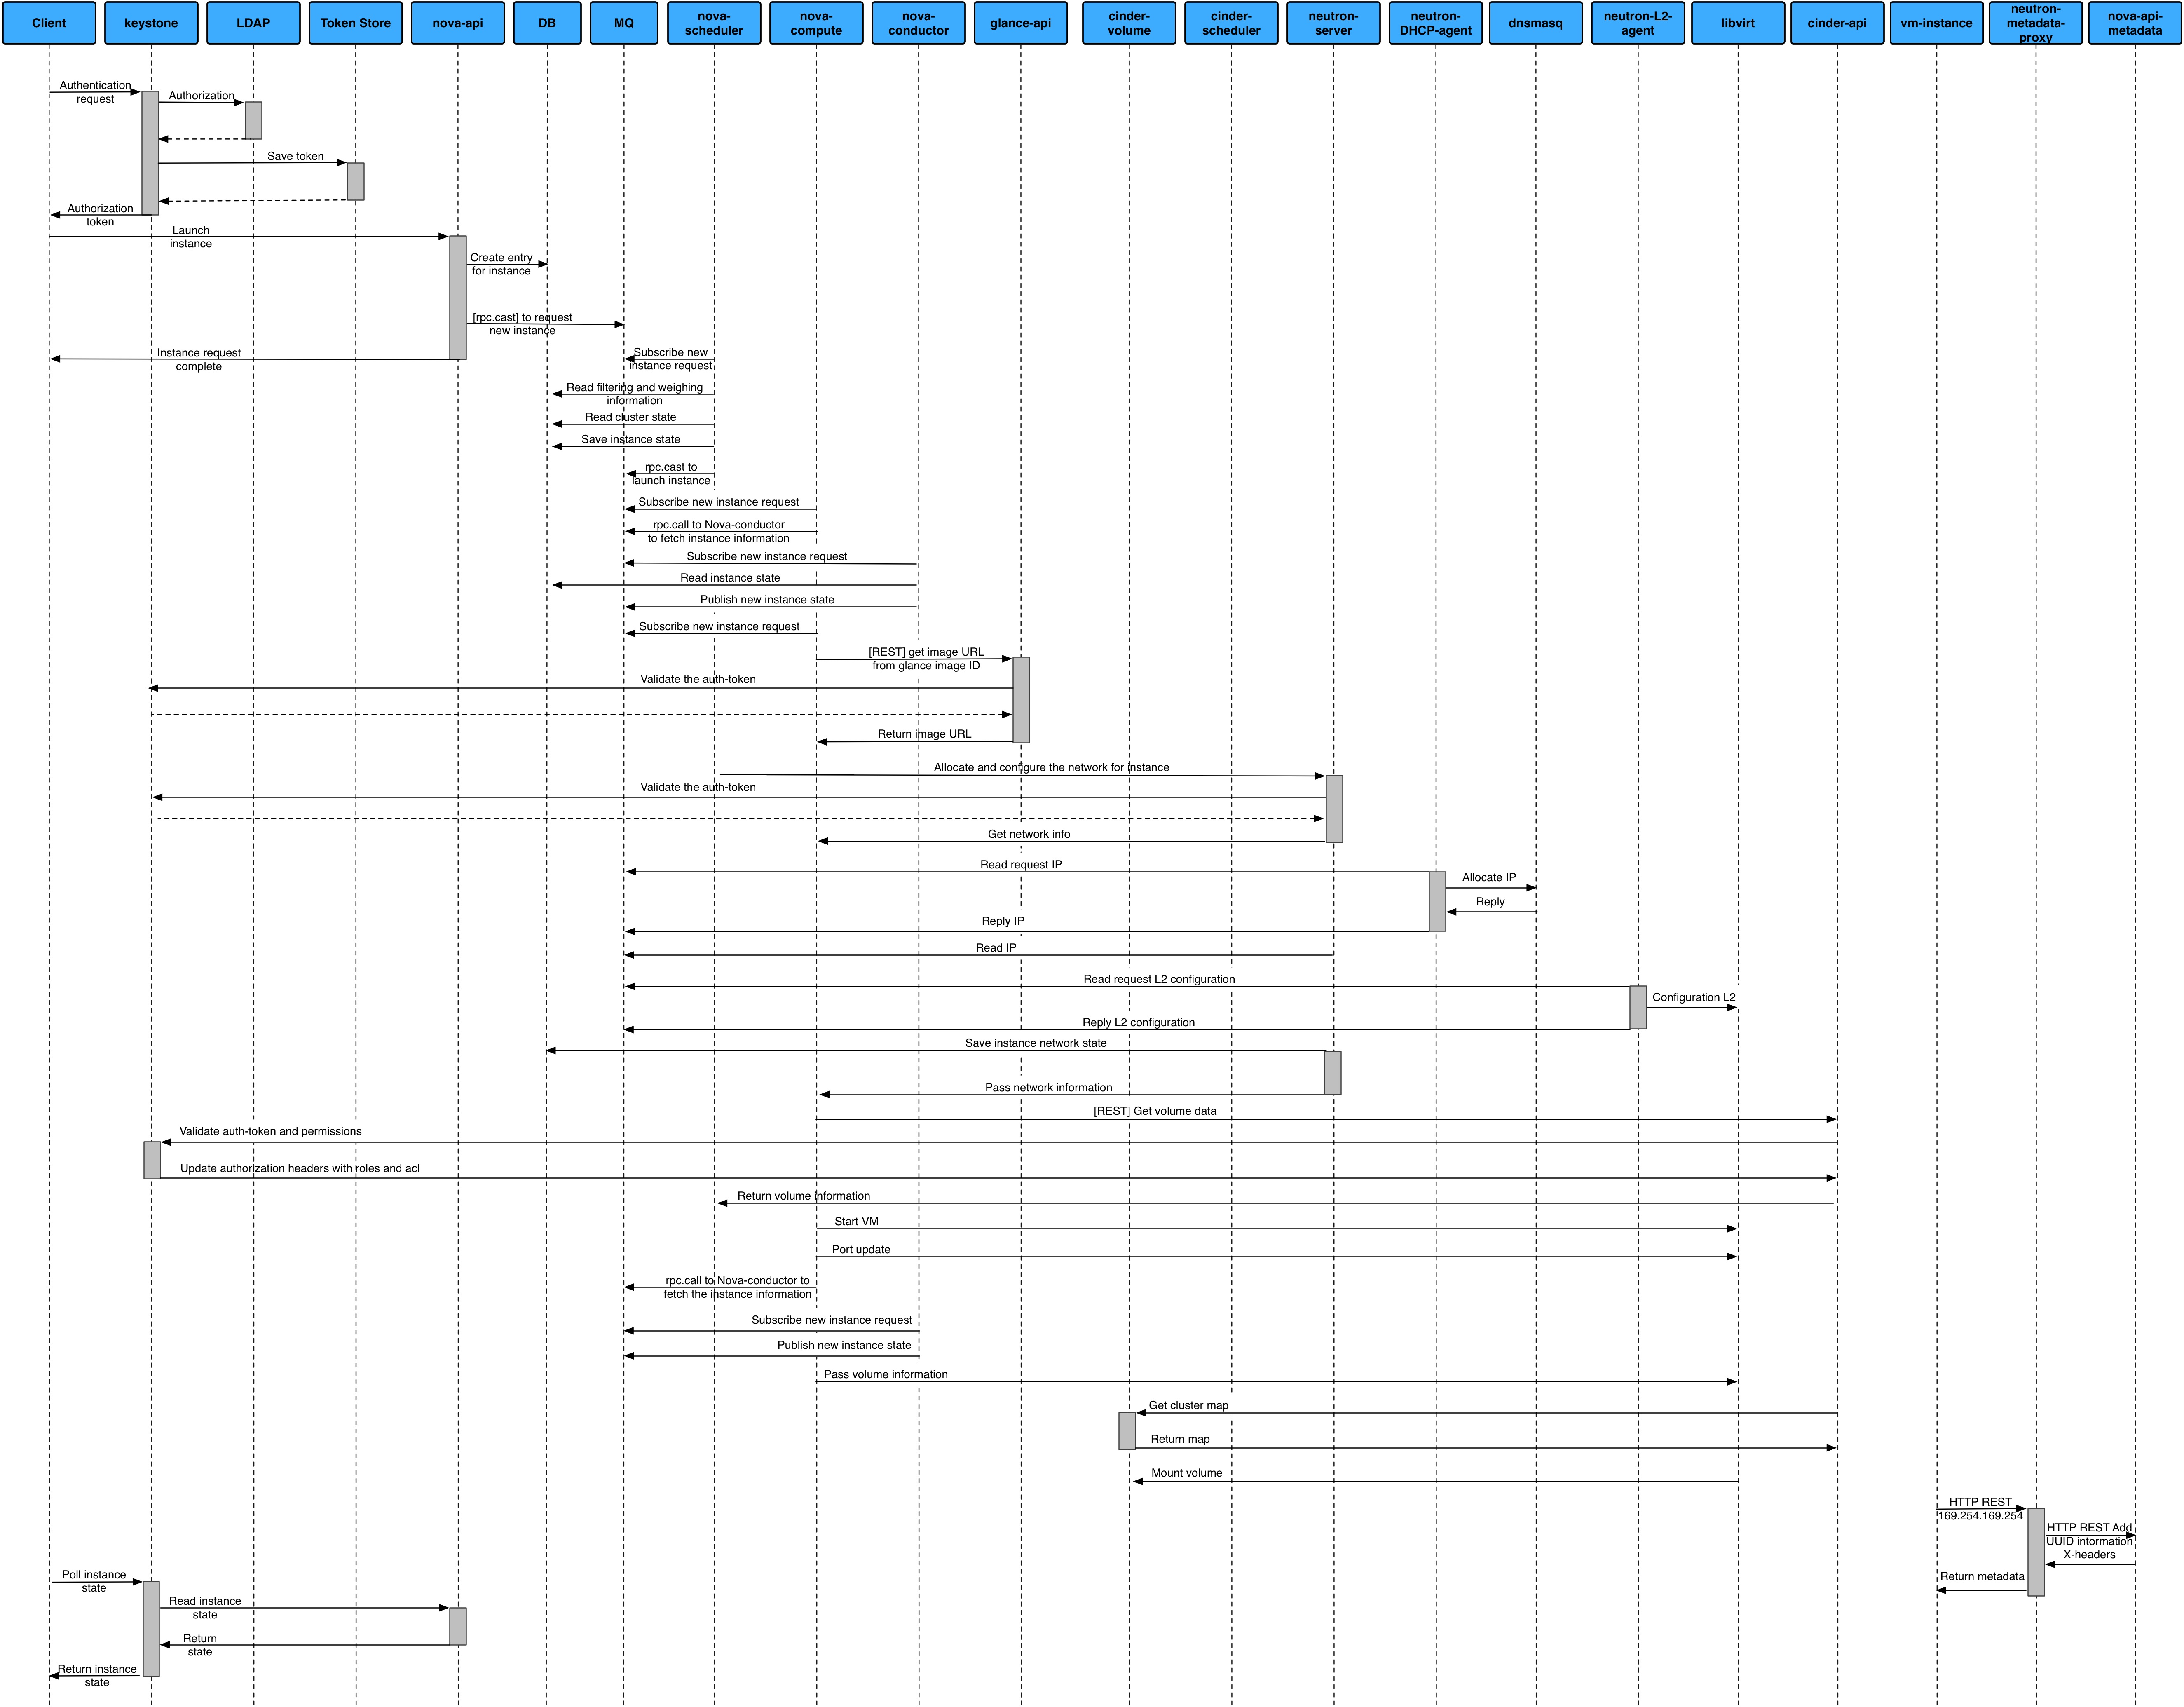 Client
keystone
LDAP
Token Store
nova-api
DB
MQ
nova-
scheduler
nova-
compute
nova-
conductor
glance-api
cinder-
volume
cinder-
scheduler
neutron-
server
neutron-
DHCP-agent
dnsmasq
neutron-L2-
agent
libvirt
cinder-api
vm-instance
neutron-
metadata-
proxy
nova-api-
metadata
Authentication
request
Authorization
Save token
Authorization
token
Launch
instance
Create entry
for instance
[rpc.cast] to request
new instance
Instance request
complete
Subscribe new
instance request
Read filtering and weighing
information
Read cluster state
Save instance state
rpc.cast to
launch instance
Subscribe new instance request
rpc.call to Nova-conductor
to fetch instance information
Subscribe new instance request
Read instance state
Publish new instance state
Subscribe new instance request
[REST] get image URL
from glance image ID
Validate the auth-token
Return image URL
Allocate and configure the network for instance
Validate the auth-token
Get network info
Read request IP
Allocate IP
Reply
Reply IP
Read IP
Read request L2 configuration
Configuration L2
Reply L2 configuration
Save instance network state
Pass network information
[REST] Get volume data
Validate auth-token and permissions
Update authorization headers with roles and acl
Return volume information
Start VM
Port update
rpc.call to Nova-conductor to
fetch the instance information
Subscribe new instance request
Publish new instance state
Pass volume information
Get cluster map
Return map
Mount volume
HTTP REST
169.254.169.254
HTTP REST Add
UUID intormation
X-headers
Return metadata
Poll instance
state
Read instance
state
Return
state
Return instance
state